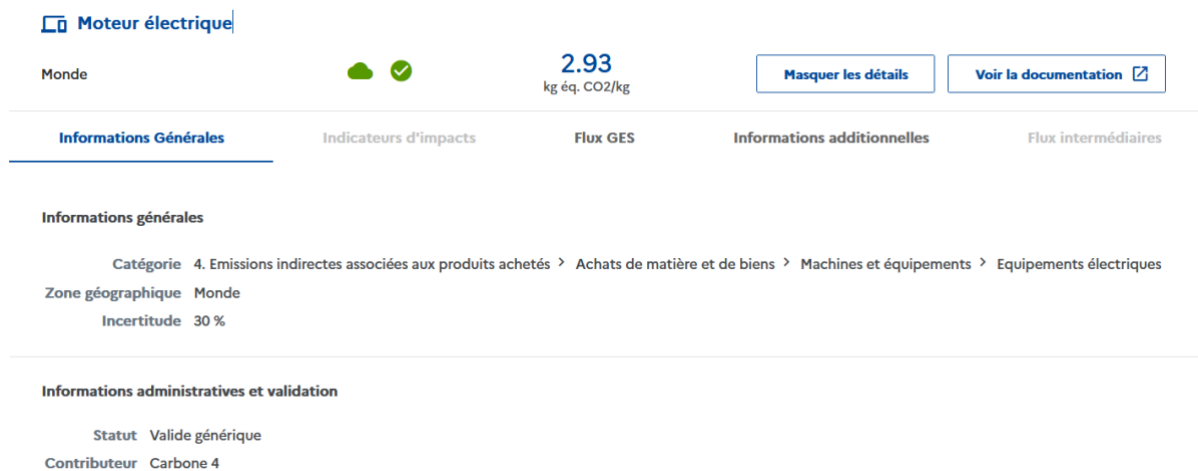 Moteur électrique
Monde
2.93
kg éq. CO2/kg
Masquer les détails
Voir la documentation
Informations Générales
Indicateurs d'impacts
Flux GES
Informations additionnelles
Flux intermédiaires
Informations générales
Catégorie 4. Emissions indirectes associées aux produits achetés > Achats de matière et de biens > Machines et équipements > Equipements électriques
Zone géographique Monde
Incertitude 30 %
Informations administratives et validation
Statut Valide générique
Contributeur Carbone 4